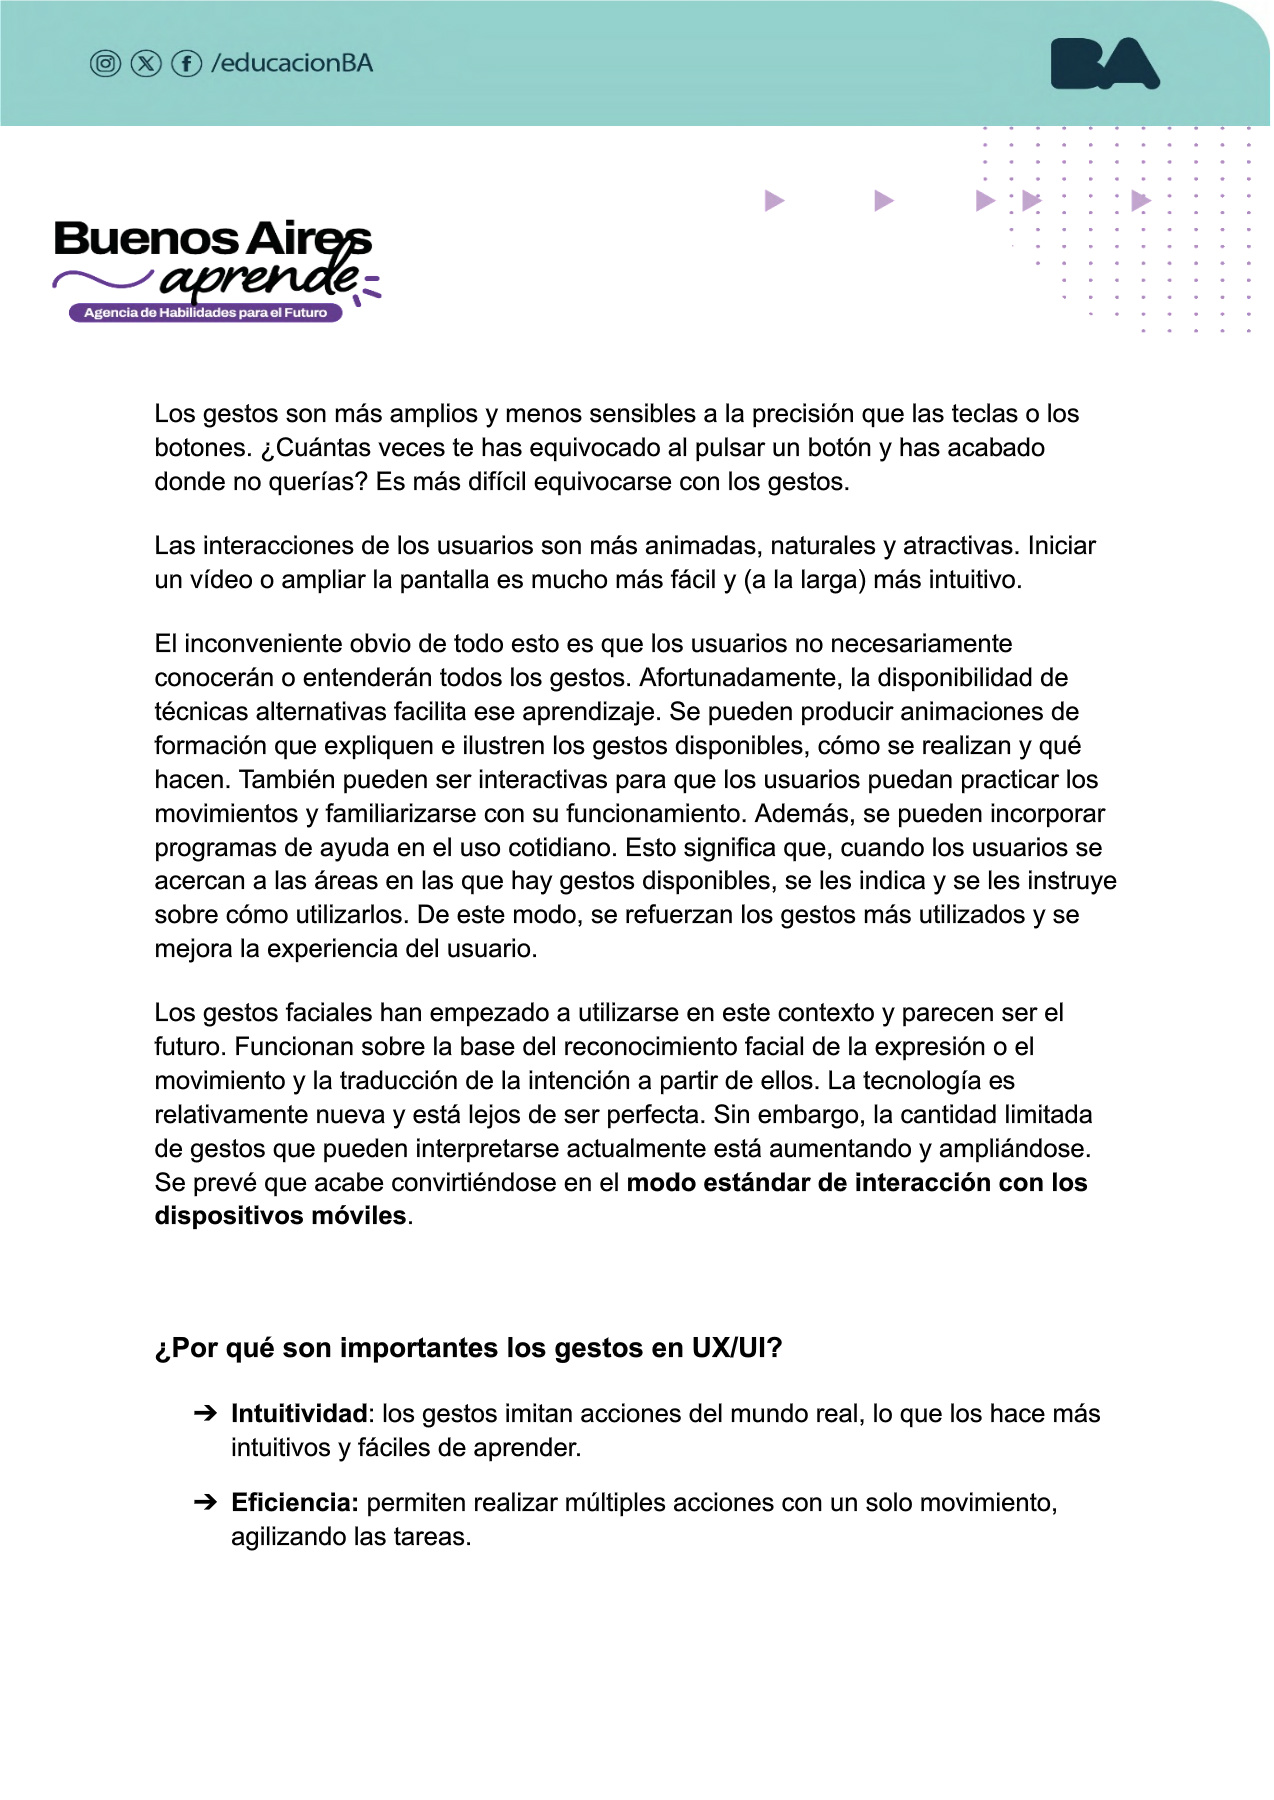 /educacionBA
BA
Buenos Aires
aprende
Agencia de Habilidades para el Futuro
Los gestos son más amplios y menos sensibles a la precisión que las teclas o los
botones. ¿Cuántas veces te has equivocado al pulsar un botón y has acabado
donde no querías? Es más difícil equivocarse con los gestos.
Las interacciones de los usuarios son más animadas, naturales y atractivas. Iniciar
un vídeo o ampliar la pantalla es mucho más fácil y (a la larga) más intuitivo.
El inconveniente obvio de todo esto es que los usuarios no necesariamente
conocerán o entenderán todos los gestos. Afortunadamente, la disponibilidad de
técnicas alternativas facilita ese aprendizaje. Se pueden producir animaciones de
formación que expliquen e ilustren los gestos disponibles, cómo se realizan y qué
hacen. También pueden ser interactivas para que los usuarios puedan practicar los
movimientos y familiarizarse con su funcionamiento. Además, se pueden incorporar
programas de ayuda en el uso cotidiano. Esto significa que, cuando los usuarios se
acercan a las áreas en las que hay gestos disponibles, se les indica y se les instruye
sobre cómo utilizarlos. De este modo, se refuerzan los gestos más utilizados y se
mejora la experiencia del usuario.
Los gestos faciales han empezado a utilizarse en este contexto y parecen ser el
futuro. Funcionan sobre la base del reconocimiento facial de la expresión o el
movimiento y la traducción de la intención a partir de ellos. La tecnología es
relativamente nueva y está lejos de ser perfecta. Sin embargo, la cantidad limitada
de gestos que pueden interpretarse actualmente está aumentando y ampliándose.
Se prevé que acabe convirtiéndose en el modo estándar de interacción con los
dispositivos móviles.
¿Por qué son importantes los gestos en UX/UI?
➔ Intuitividad: los gestos imitan acciones del mundo real, lo que los hace más
intuitivos y fáciles de aprender.
➔ Eficiencia: permiten realizar múltiples acciones con un solo movimiento,
agilizando las tareas.